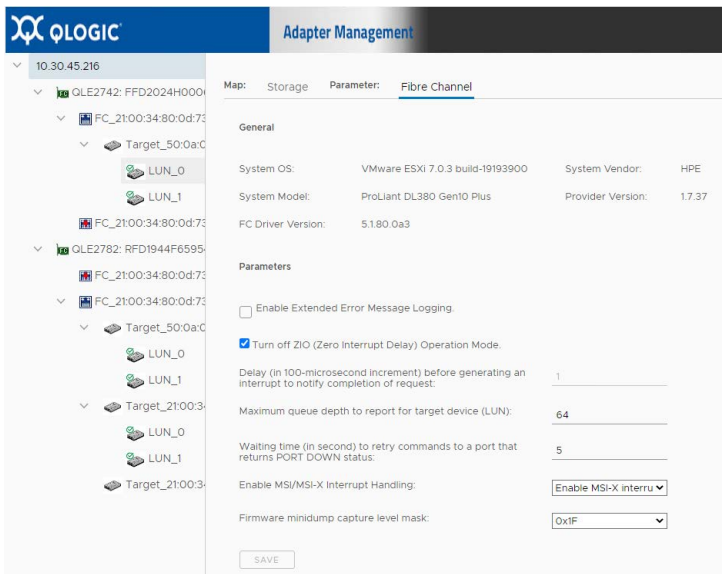 QLOGIC
Adapter Management
10.30.45.216
QLE2742: FFD2024H000
FC_21:00:34:80:0d:73
Target_50:0a:0
LUN_0
LUN_1
FC_21:00:34:80:0d:73
QLE2782: RFD1944F6595
FC_21:00:34:80:0d:73
FC_21:00:34:80:0d:73
Target_50:0a:0
LUN_0
LUN_1
Target_21:00:3
LUN_0
LUN_1
Target_21:00:3
Map: Storage Parameter: Fibre Channel
General
System OS: VMware ESXi 7.0.3 build-19193900 System Vendor: HPE
System Model: ProLiant DL380 Gen10 Plus Provider Version: 1.7.37
FC Driver Version: 5.1.80.0a3
Parameters
Enable Extended Error Message Logging.
Turn off ZIO (Zero Interrupt Delay) Operation Mode.
Delay (in 100-microsecond increment) before generating an
interrupt to notify completion of request: 1
Maximum queue depth to report for target device (LUN): 64
Waiting time (in second) to retry commands to a port that
returns PORT DOWN status: 5
Enable MSI/MSI-X Interrupt Handling: Enable MSI-X interru
Firmware minidump capture level mask: 0x1F
SAVE